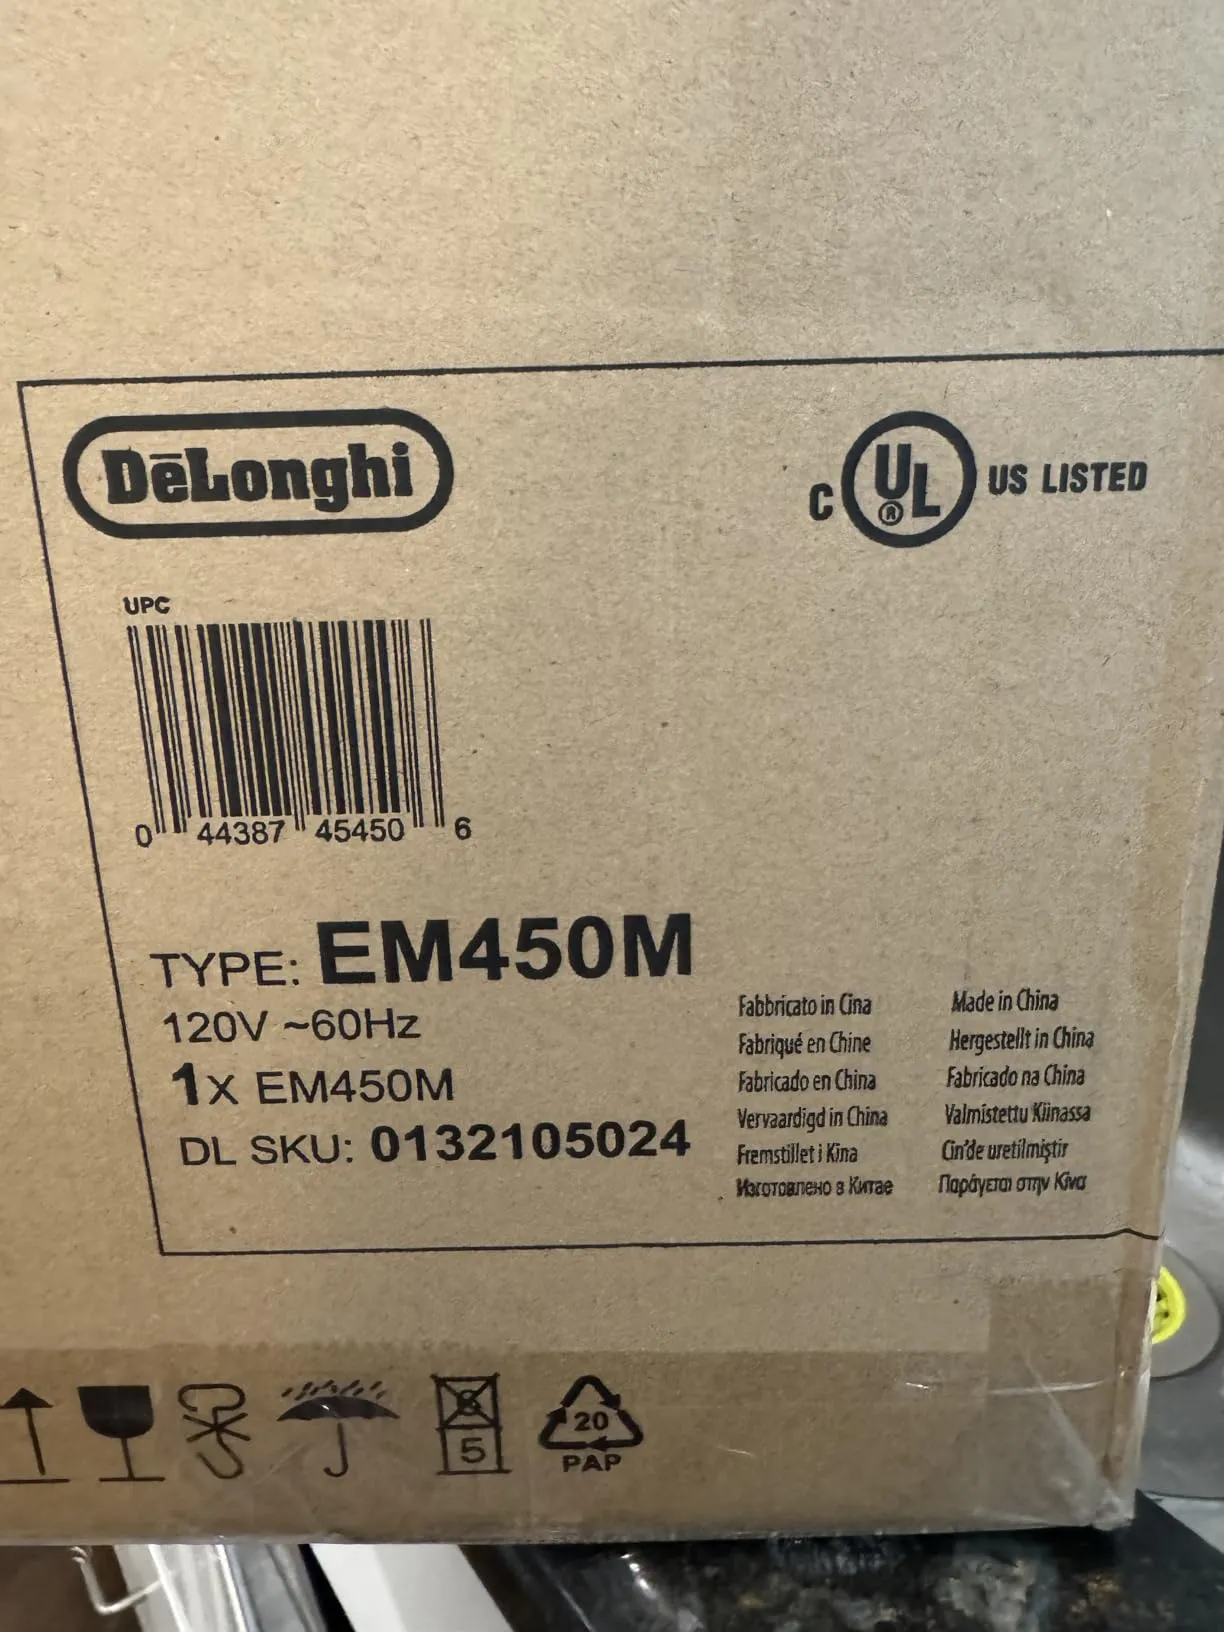 DēLonghi
C UL® US LISTED
UPC
0 44387 45450 6
TYPE: EM450M
120V ~60Hz
1x EM450M
DL SKU: 0132105024
Fabbricato in Cina
Fabriqué en Chine
Fabricado en China
Vervaardigd in China
Fremstillet i Kina
Изготовлено в Китае
Made in China
Hergestellt in China
Fabricado na China
Valmistettu Kiinassa
Cin'de uretilmiştir
Παράγεται στην Κίνα
8
5
20
PAP